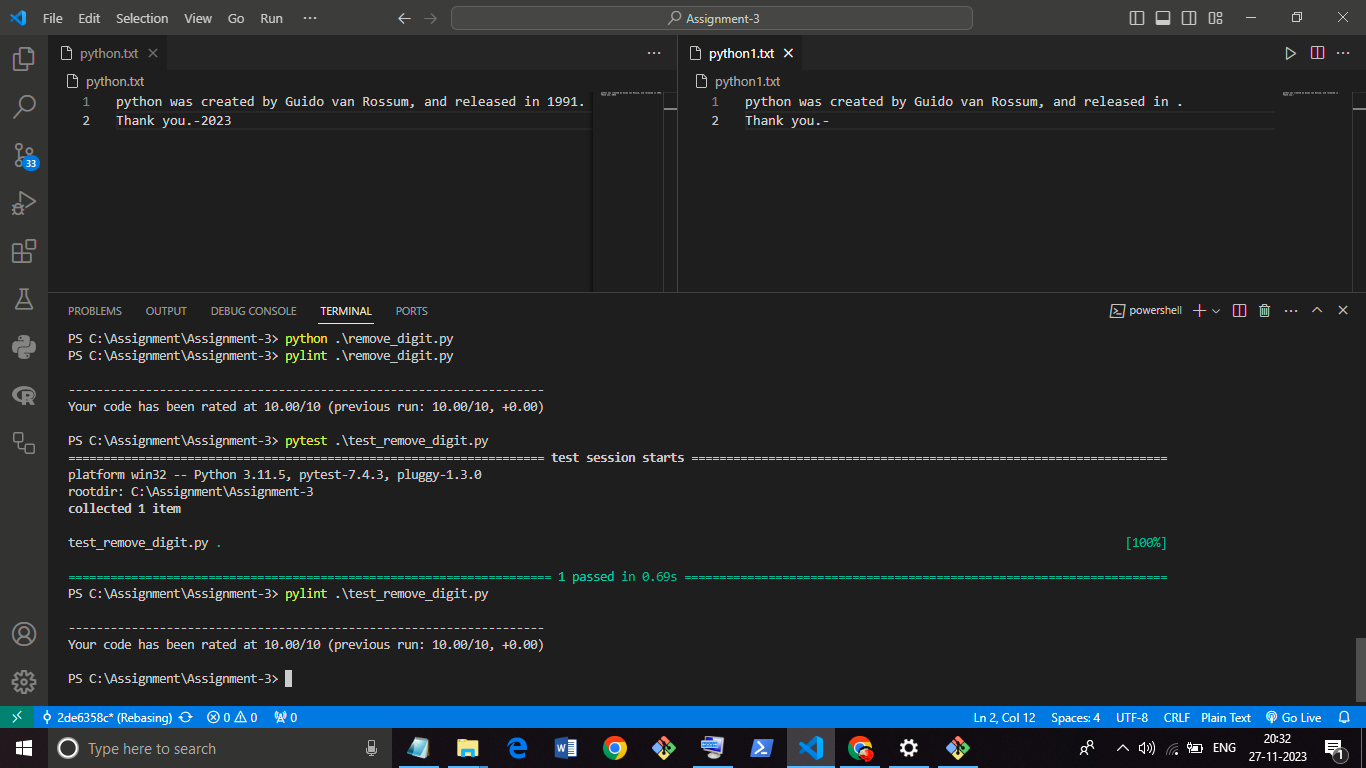 File Edit Selection View Go Run ··· Assignment-3
python.txt
python.txt
1 python was created by Guido van Rossum, and released in 1991.
2 Thank you.-2023
python1.txt
python1.txt
1 python was created by Guido van Rossum, and released in .
2 Thank you.-
33
PROBLEMS OUTPUT DEBUG CONSOLE TERMINAL PORTS powershell
PS C:\Assignment\Assignment-3> python .\remove_digit.py
PS C:\Assignment\Assignment-3> pylint .\remove_digit.py
--------------------------------------------------------------------
Your code has been rated at 10.00/10 (previous run: 10.00/10, +0.00)
PS C:\Assignment\Assignment-3> pytest .\test_remove_digit.py
==================================================================== test session starts ====================================================================
platform win32 -- Python 3.11.5, pytest-7.4.3, pluggy-1.3.0
rootdir: C:\Assignment\Assignment-3
collected 1 item
test_remove_digit.py . [100%]
===================================================================== 1 passed in 0.69s =====================================================================
PS C:\Assignment\Assignment-3> pylint .\test_remove_digit.py
--------------------------------------------------------------------
Your code has been rated at 10.00/10 (previous run: 10.00/10, +0.00)
PS C:\Assignment\Assignment-3>
2de6358c* (Rebasing) 0 0 0 Ln 2, Col 12 Spaces: 4 UTF-8 CRLF Plain Text Go Live
Type here to search ENG 20:32
27-11-2023 1